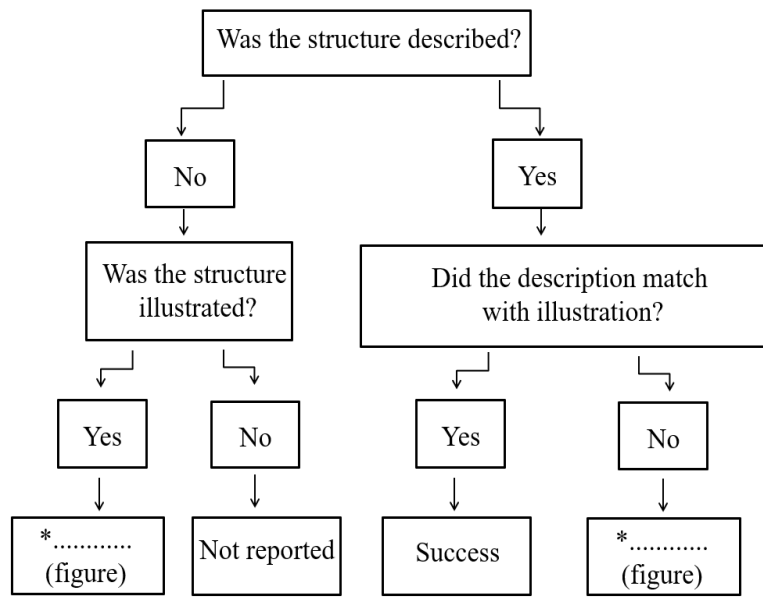 Was the structure described?
No
Yes
Was the structure
illustrated?
Did the description match
with illustration?
Yes
No
Yes
No
*............
(figure)
Not reported
Success
*............
(figure)